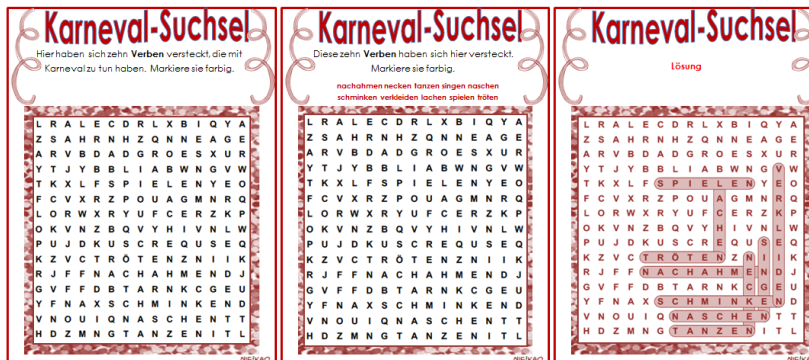 Karneval-Suchsel
Hier haben sich zehn Verben versteckt, die mit
Karneval zu tun haben. Markiere sie farbig.
L R A L E C D R L X B I Q Y A
Z S A H R N H Z Q N N E A G E
A R V B D A D G R O E S X U R
Y T J Y B B L I A B W N G V W
T K X L F S P I E L E N Y E O
F C V X R Z P O U A G M N R Q
L O R W X R Y U F C E R Z K P
O K V N Z B Q V Y H I V N L W
P U J D K U S C R E Q U S E Q
K Z V C T R Ö T E N Z N I I K
R J F F N A C H A H M E N D J
G V F F D B T A R N K C G E U
Y F N A X S C H M I N K E N D
V N O U I Q N A S C H E N T T
H D Z M N G T A N Z E N I T L
Karneval-Suchsel
Diese zehn Verben haben sich hier versteckt.
Markiere sie farbig.
nachahmen necken tanzen singen naschen
schminken verkleiden lachen spielen tröten
L R A L E C D R L X B I Q Y A
Z S A H R N H Z Q N N E A G E
A R V B D A D G R O E S X U R
Y T J Y B B L I A B W N G V W
T K X L F S P I E L E N Y E O
F C V X R Z P O U A G M N R Q
L O R W X R Y U F C E R Z K P
O K V N Z B Q V Y H I V N L W
P U J D K U S C R E Q U S E Q
K Z V C T R Ö T E N Z N I I K
R J F F N A C H A H M E N D J
G V F F D B T A R N K C G E U
Y F N A X S C H M I N K E N D
V N O U I Q N A S C H E N T T
H D Z M N G T A N Z E N I T L
Karneval-Suchsel
Lösung
L R A L E C D R L X B I Q Y A
Z S A H R N H Z Q N N E A G E
A R V B D A D G R O E S X U R
Y T J Y B B L I A B W N G V W
T K X L F S P I E L E N Y E O
F C V X R Z P O U A G M N R Q
L O R W X R Y U F C E R Z K P
O K V N Z B Q V Y H I V N L W
P U J D K U S C R E Q U S E Q
K Z V C T R Ö T E N Z N I I K
R J F F N A C H A H M E N D J
G V F F D B T A R N K C G E U
Y F N A X S C H M I N K E N D
V N O U I Q N A S C H E N T T
H D Z M N G T A N Z E N I T L